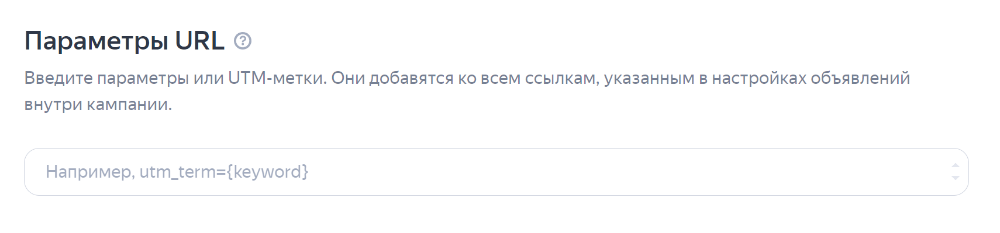 Параметры URL ?
Введите параметры или UTM-метки. Они добавятся ко всем ссылкам, указанным в настройках объявлений
внутри кампании.
Например, utm_term={keyword}